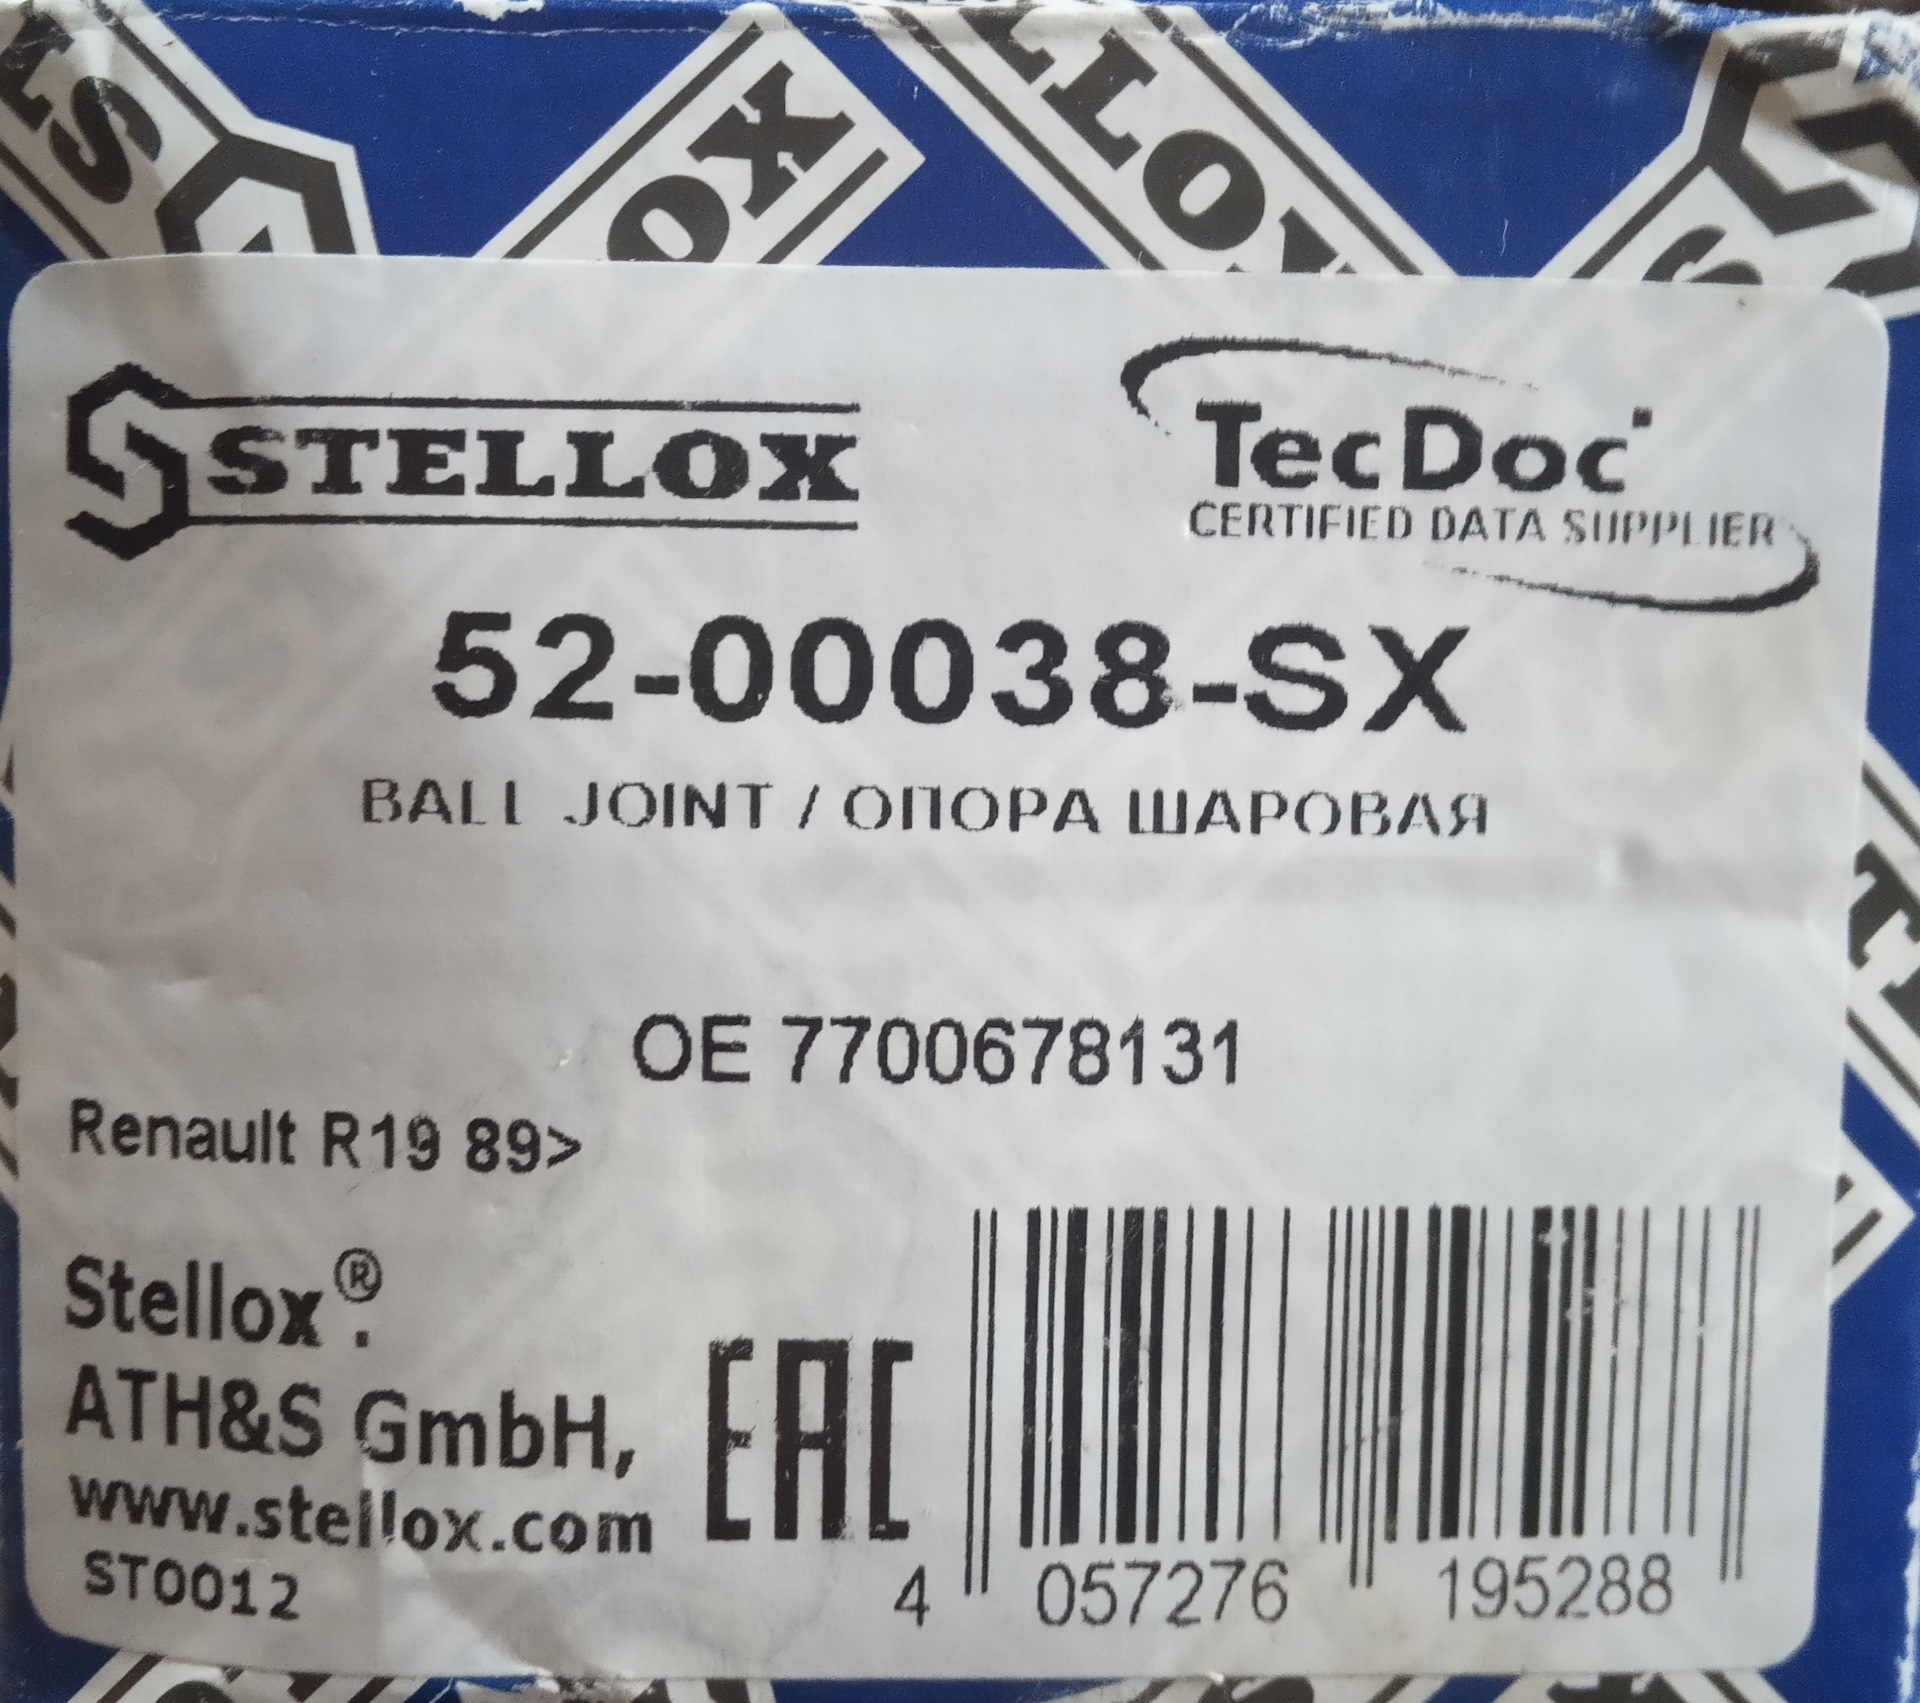 STELLOX
TecDoc
CERTIFIED DATA SUPPLIER
52-00038-SX
BALL JOINT / ОПОРА ШАРОВАЯ
OE 7700678131
Renault R19 89>
Stellox®.
ATH&S GmbH,
www.stellox.com
ST0012
EAC
4 057276 195288